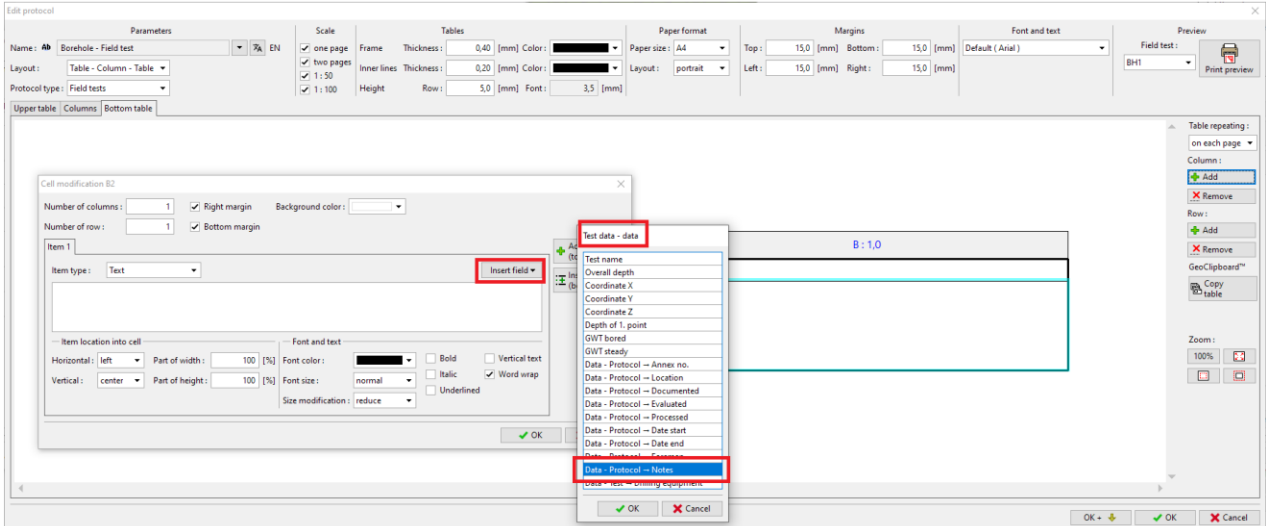 Edit protocol
Parameters Scale Tables Paper format Margins Font and text Preview
Name: Ab Borehole - Field test EN one page Frame Thickness: 0,40 [mm] Color: Paper size: A4 Top: 15,0 [mm] Bottom: 15,0 [mm] Default ( Arial ) Field test:
Layout: Table - Column - Table two pages Inner lines Thickness: 0,20 [mm] Color: Layout: portrait Left: 15,0 [mm] Right: 15,0 [mm] BH1 Print preview
1 : 50
Protocol type: Field tests 1 : 100 Height Row: 5,0 [mm] Font: 3,5 [mm]
Upper table Columns Bottom table
Table repeating:
on each page
Column:
Add
Remove
Row:
Add
Remove
GeoClipboard™
Copy
table
Zoom:
100%
Cell modification B2
Number of columns: 1 Right margin Background color:
Number of row: 1 Bottom margin
Item 1
Item type: Text Insert field
Item location into cell Font and text
Horizontal: left Part of width: 100 [%] Font color: Bold Vertical text
Vertical: center Part of height: 100 [%] Font size: normal Italic Word wrap
Underlined
Size modification: reduce
OK
Test data - data
Test name
Overall depth
Coordinate X
Coordinate Y
Coordinate Z
Depth of 1. point
GWT bored
GWT steady
Data - Protocol → Annex no.
Data - Protocol → Location
Data - Protocol → Documented
Data - Protocol → Evaluated
Data - Protocol → Processed
Data - Protocol → Date start
Data - Protocol → Date end
Data - Protocol → Foreman
Data - Protocol → Notes
Data - Test → Drilling equipment
OK Cancel
B : 1,0
OK + OK Cancel